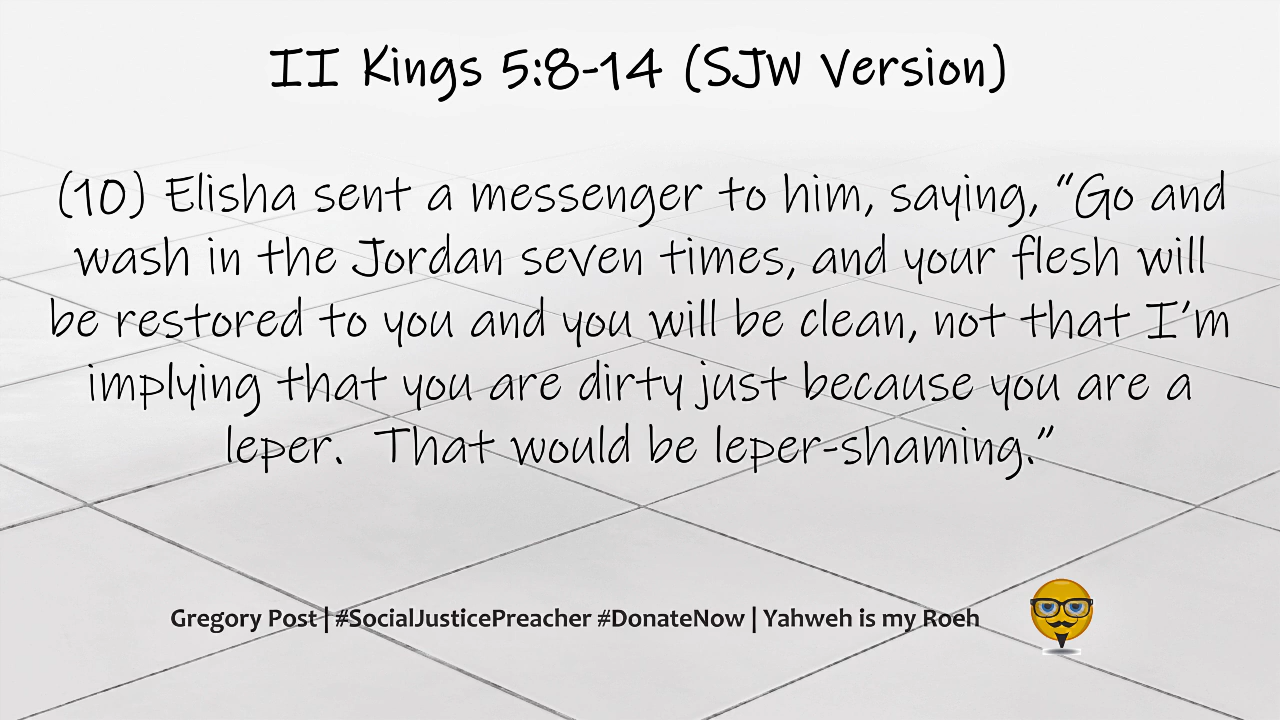 II Kings 5:8-14 (SJW Version)
(10) Elisha sent a messenger to him, saying, “Go and
wash in the Jordan seven times, and your flesh will
be restored to you and you will be clean, not that I’m
implying that you are dirty just because you are a
leper.  That would be leper-shaming.”
Gregory Post | #SocialJusticePreacher #DonateNow | Yahweh is my Roeh